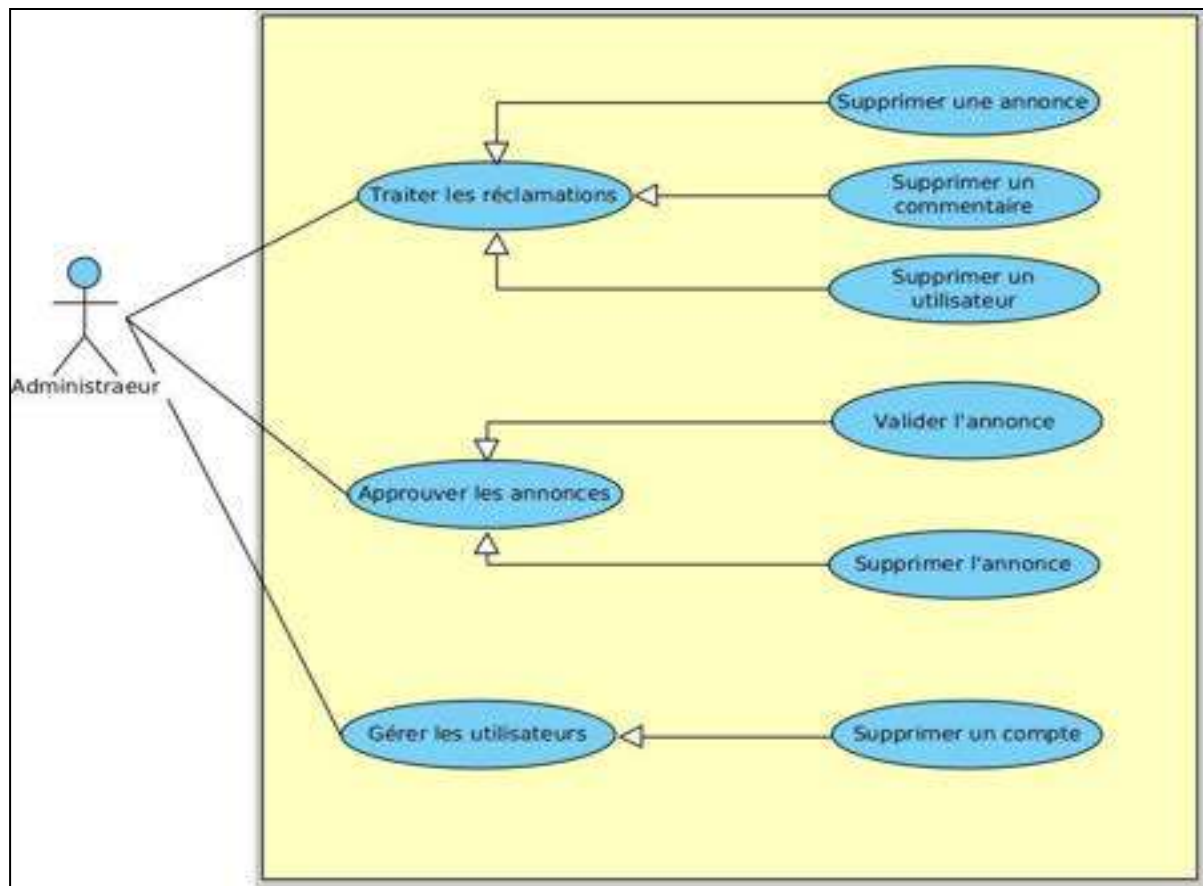 Supprimer une annonce
Traiter les réclamations
Supprimer un
commentaire
Supprimer un
utilisateur
Administraeur
Valider l'annonce
Approuver les annonces
Supprimer l'annonce
Gérer les utilisateurs
Supprimer un compte